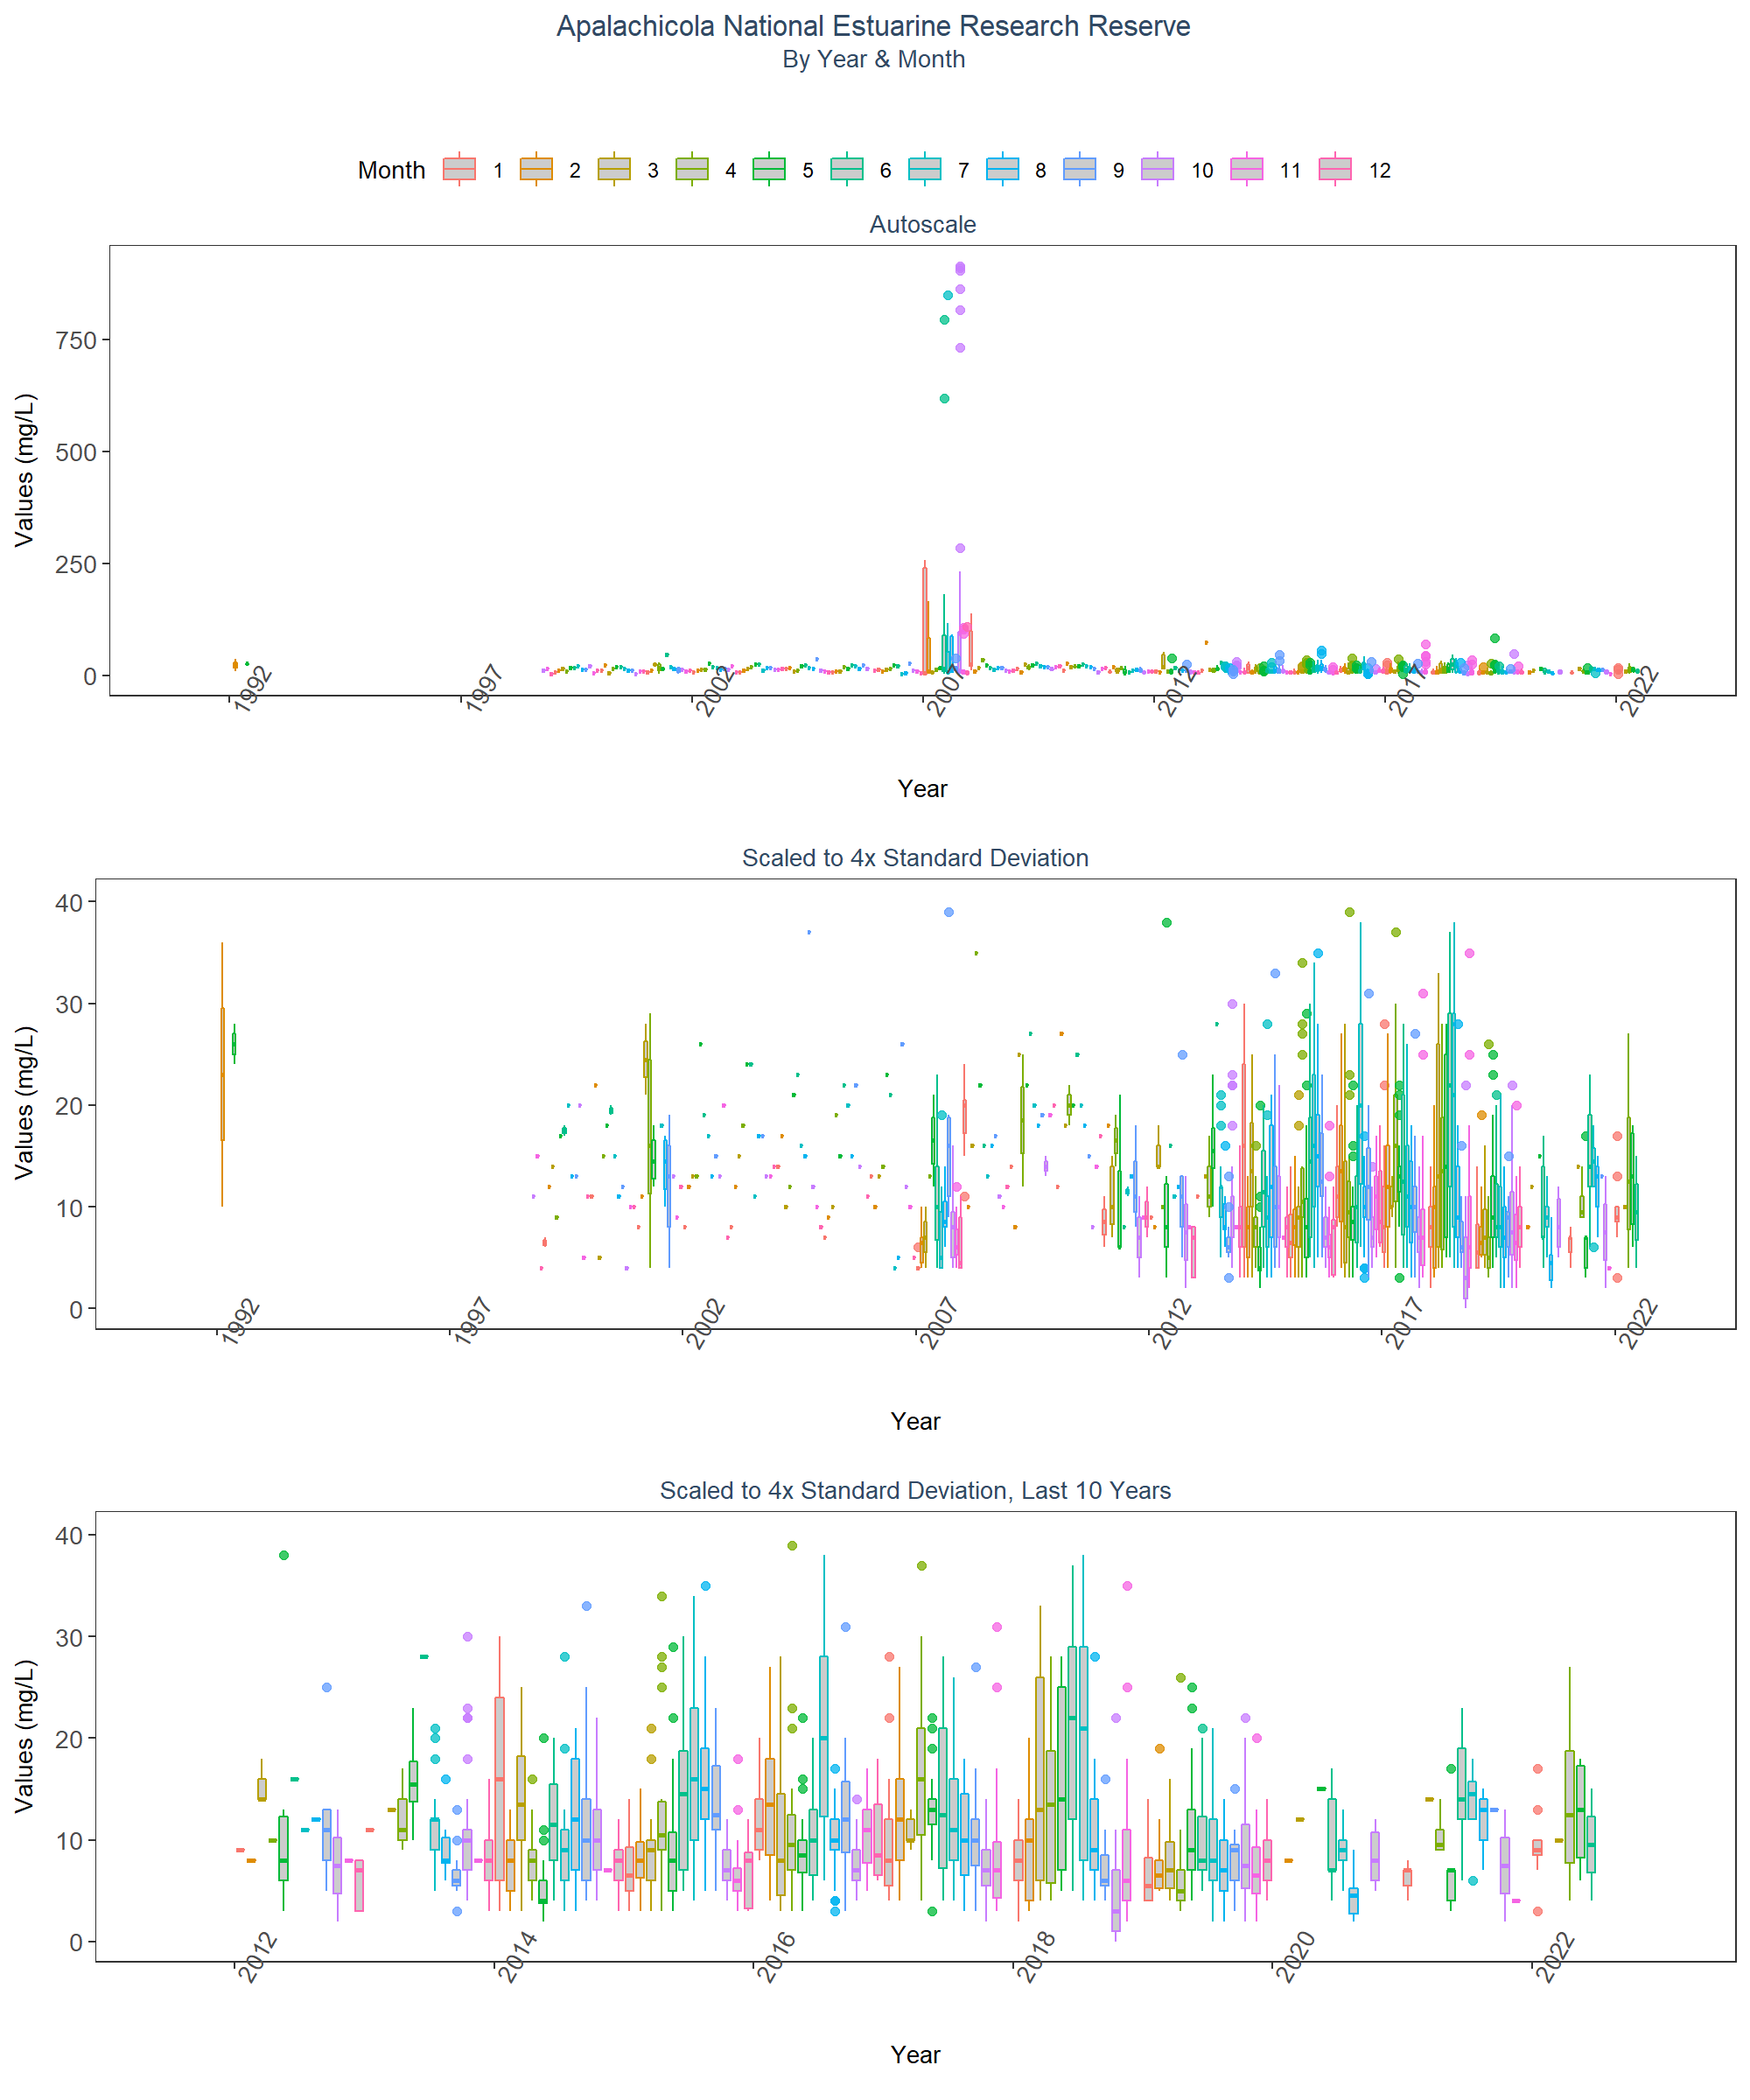 Apalachicola National Estuarine Research Reserve
By Year & Month
Month 1 2 3 4 5 6 7 8 9 10 11 12
Autoscale
Values (mg/L)
750
500
250
0
1992 1997 2002 2007 2012 2017 2022
Year
Scaled to 4x Standard Deviation
Values (mg/L)
40
30
20
10
0
1992 1997 2002 2007 2012 2017 2022
Year
Scaled to 4x Standard Deviation, Last 10 Years
Values (mg/L)
40
30
20
10
0
2012 2014 2016 2018 2020 2022
Year